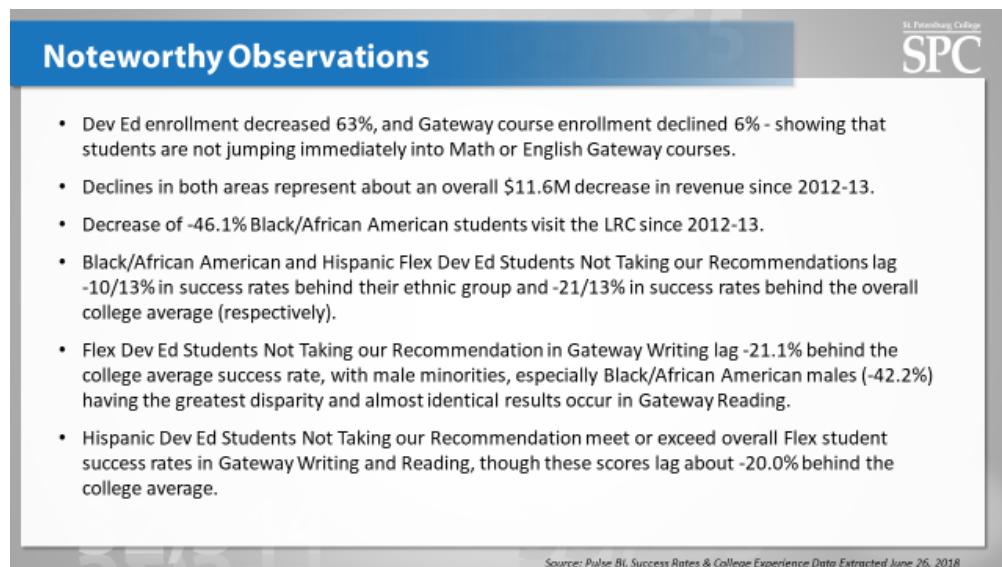 St. Petersburg College
SPC
Noteworthy Observations
• Dev Ed enrollment decreased 63%, and Gateway course enrollment declined 6% - showing that
students are not jumping immediately into Math or English Gateway courses.
• Declines in both areas represent about an overall $11.6M decrease in revenue since 2012-13.
• Decrease of -46.1% Black/African American students visit the LRC since 2012-13.
• Black/African American and Hispanic Flex Dev Ed Students Not Taking our Recommendations lag
-10/13% in success rates behind their ethnic group and -21/13% in success rates behind the overall
college average (respectively).
• Flex Dev Ed Students Not Taking our Recommendation in Gateway Writing lag -21.1% behind the
college average success rate, with male minorities, especially Black/African American males (-42.2%)
having the greatest disparity and almost identical results occur in Gateway Reading.
• Hispanic Dev Ed Students Not Taking our Recommendation meet or exceed overall Flex student
success rates in Gateway Writing and Reading, though these scores lag about -20.0% behind the
college average.
Source: Pulse BI, Success Rates & College Experience Data Extracted June 26, 2018